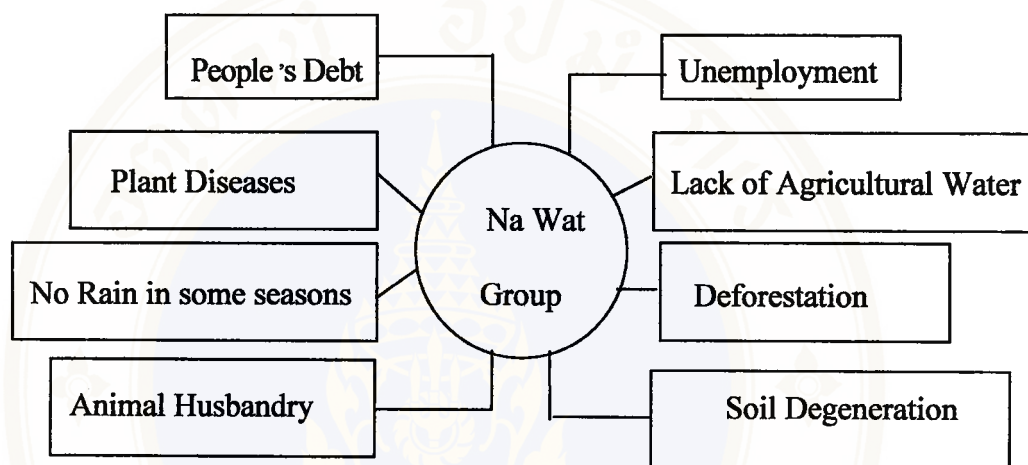 People's Debt
Unemployment
Plant Diseases
Lack of Agricultural Water
Na Wat
Group
No Rain in some seasons
Deforestation
Animal Husbandry
Soil Degeneration